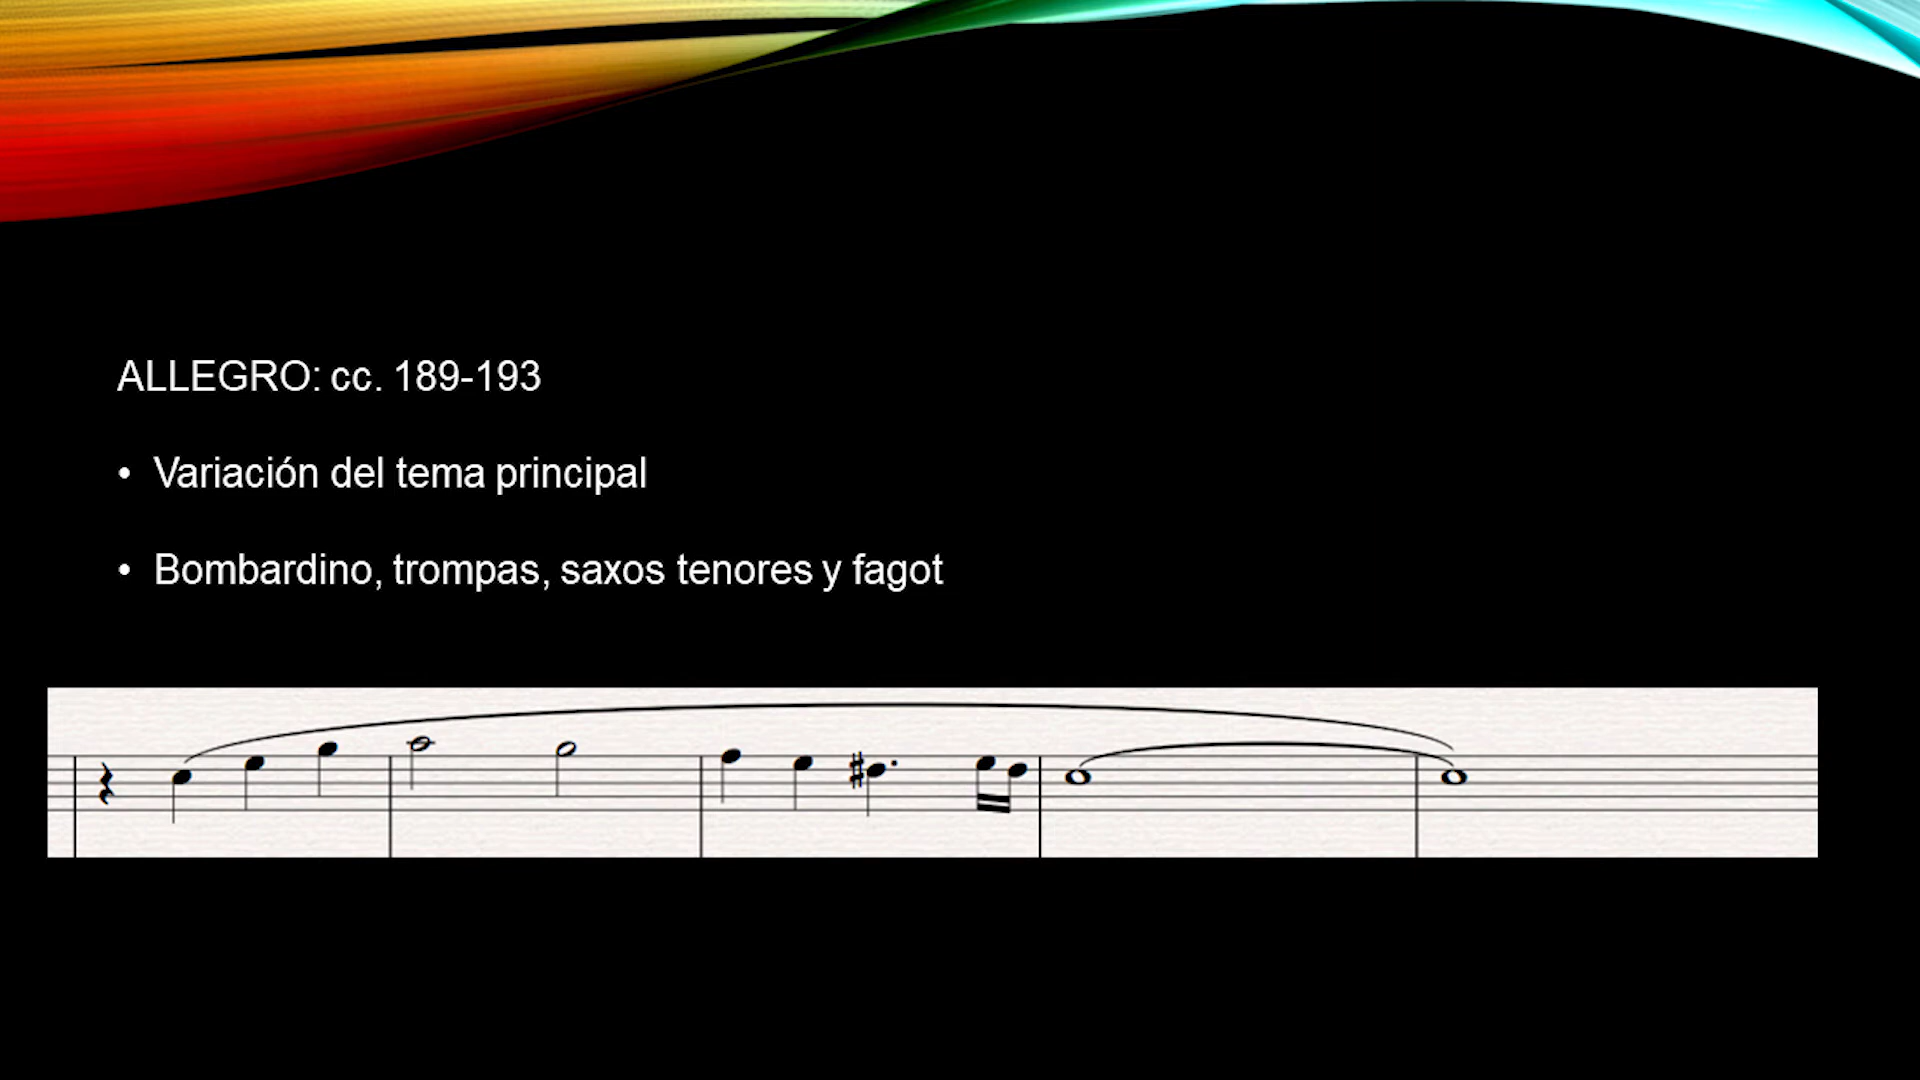 ALLEGRO: cc. 189-193
• Variación del tema principal
• Bombardino, trompas, saxos tenores y fagot